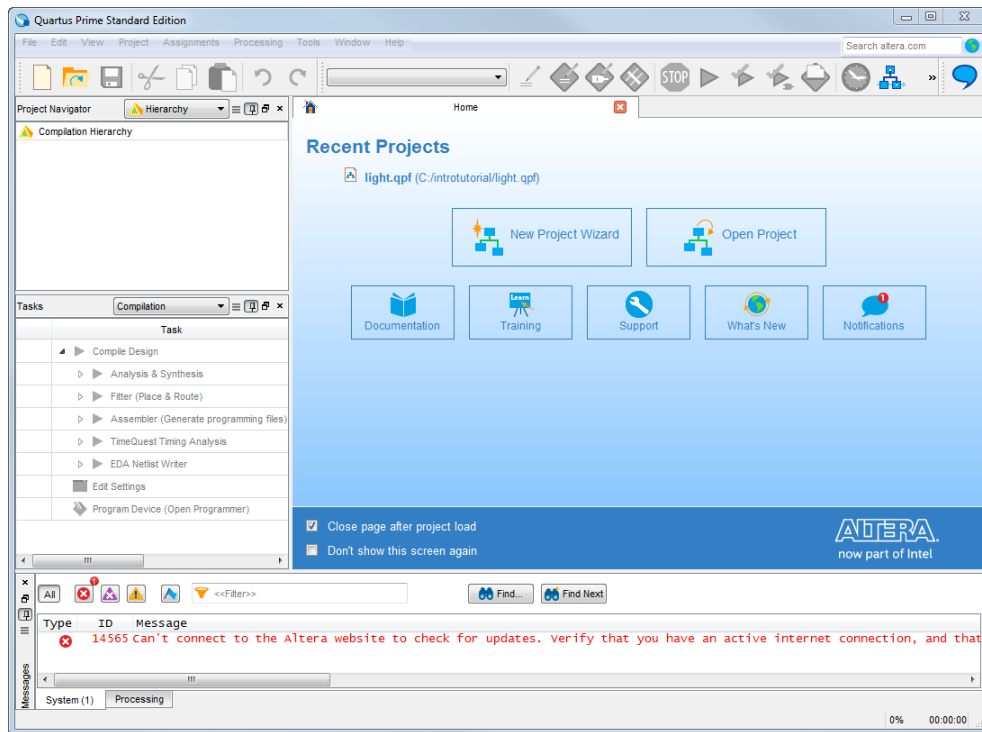 Quartus Prime Standard Edition
File Edit View Project Assignments Processing Tools Window Help
Search altera.com
STOP
»
Project Navigator
Hierarchy
Home
Compilation Hierarchy
Recent Projects
light.qpf (C:/introtutorial/light.qpf)
New Project Wizard
Open Project
Learn
1
Documentation
Training
Support
What's New
Notifications
Tasks
Compilation
Task
Compile Design
Analysis & Synthesis
Fitter (Place & Route)
Assembler (Generate programming files)
TimeQuest Timing Analysis
EDA Netlist Writer
Edit Settings
Program Device (Open Programmer)
Close page after project load
Don't show this screen again
ALTERA.
now part of Intel
All
1
<<Filter>>
Find...
Find Next
Type ID Message
14565 Can't connect to the Altera website to check for updates. Verify that you have an active internet connection, and that
Messages
System (1)
Processing
0% 00:00:00